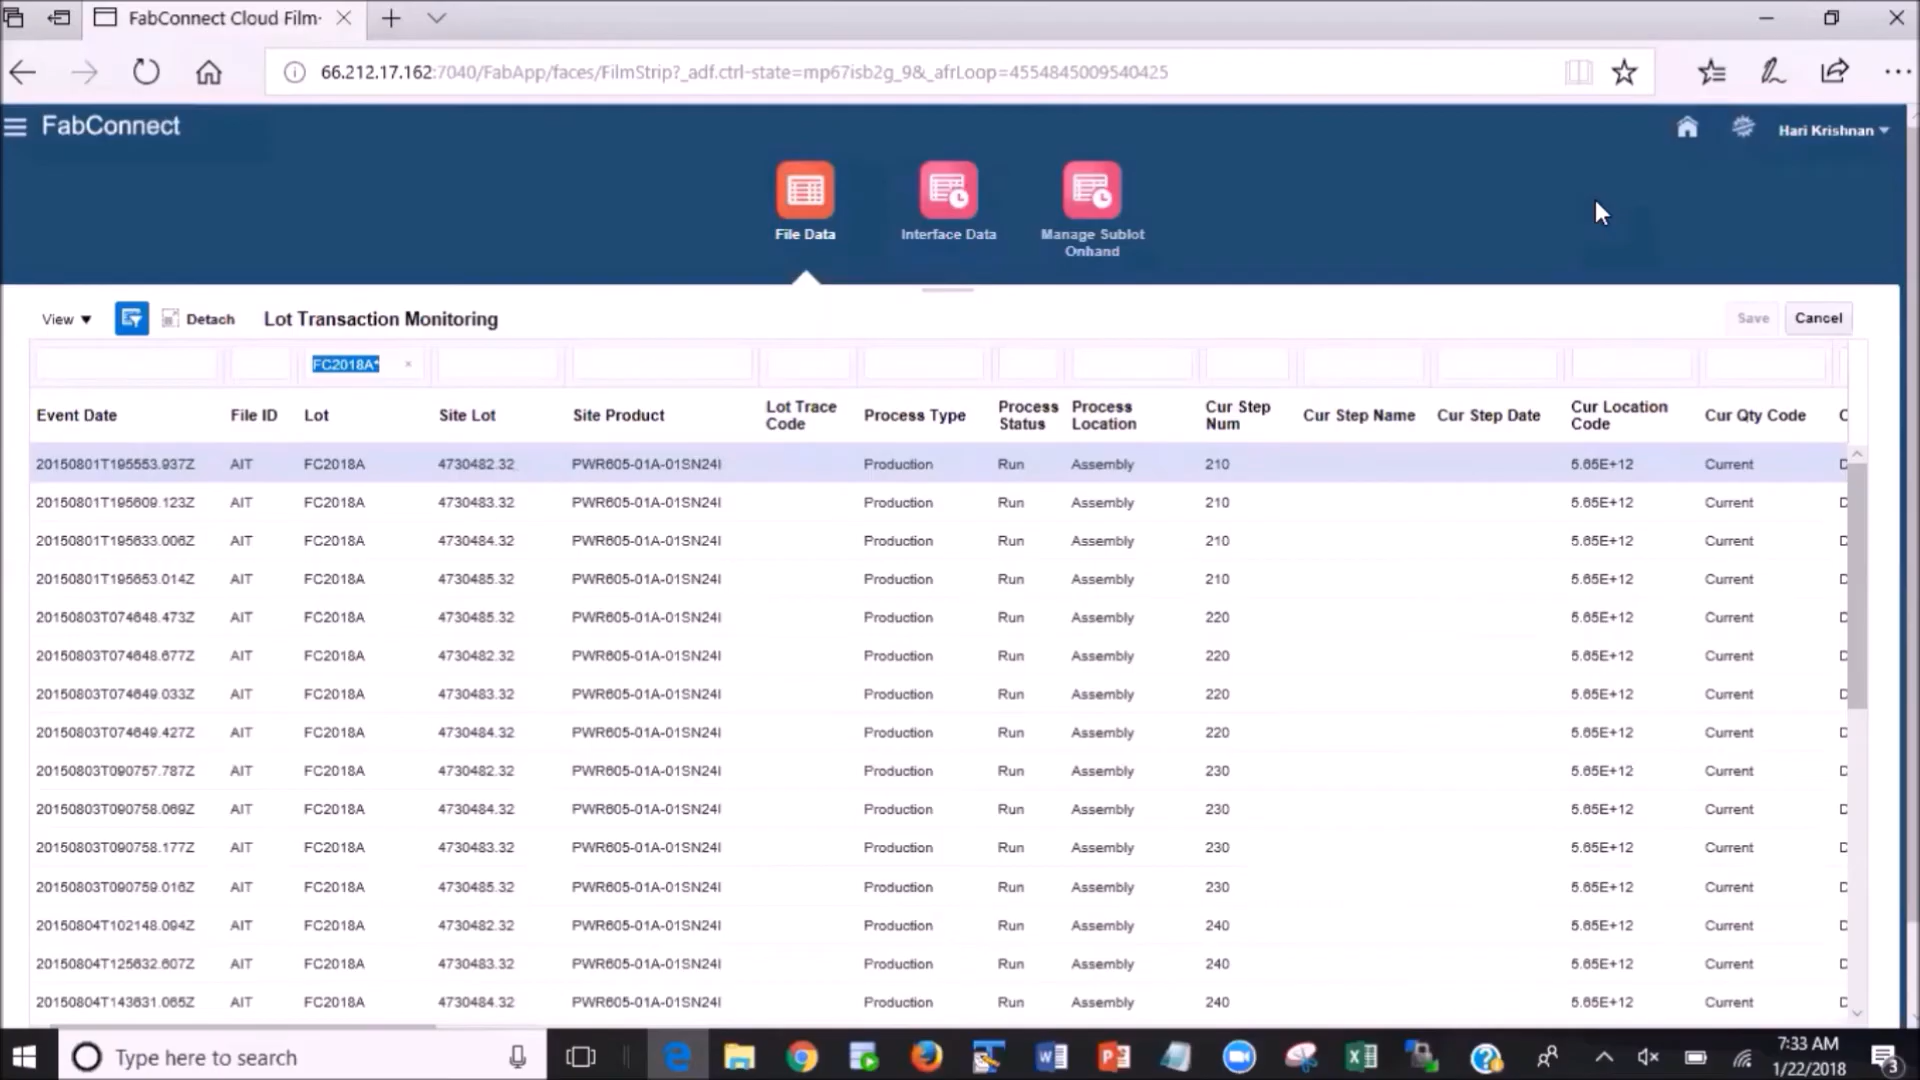 FabConnect Cloud Film-
66.212.17.162:7040/FabApp/faces/FilmStrip?_adf.ctrl-state=mp67isb2g_9&_afrLoop=4554845009540425
FabConnect
Hari Krishnan
File Data Interface Data Manage Sublot Onhand
View Detach Lot Transaction Monitoring Save Cancel
FC2018A*
Event Date File ID Lot Site Lot Site Product Lot Trace Code Process Type Process Status Process Location Cur Step Num Cur Step Name Cur Step Date Cur Location Code Cur Qty Code
20150801T195553.937Z AIT FC2018A 4730482.32 PWR605-01A-01SN24I Production Run Assembly 210 5.65E+12 Current
20150801T195609.123Z AIT FC2018A 4730483.32 PWR605-01A-01SN24I Production Run Assembly 210 5.65E+12 Current
20150801T195633.006Z AIT FC2018A 4730484.32 PWR605-01A-01SN24I Production Run Assembly 210 5.65E+12 Current
20150801T195653.014Z AIT FC2018A 4730485.32 PWR605-01A-01SN24I Production Run Assembly 210 5.65E+12 Current
20150803T074648.473Z AIT FC2018A 4730485.32 PWR605-01A-01SN24I Production Run Assembly 220 5.65E+12 Current
20150803T074648.677Z AIT FC2018A 4730482.32 PWR605-01A-01SN24I Production Run Assembly 220 5.65E+12 Current
20150803T074649.033Z AIT FC2018A 4730483.32 PWR605-01A-01SN24I Production Run Assembly 220 5.65E+12 Current
20150803T074649.427Z AIT FC2018A 4730484.32 PWR605-01A-01SN24I Production Run Assembly 220 5.65E+12 Current
20150803T090757.787Z AIT FC2018A 4730482.32 PWR605-01A-01SN24I Production Run Assembly 230 5.65E+12 Current
20150803T090758.069Z AIT FC2018A 4730484.32 PWR605-01A-01SN24I Production Run Assembly 230 5.65E+12 Current
20150803T090758.177Z AIT FC2018A 4730483.32 PWR605-01A-01SN24I Production Run Assembly 230 5.65E+12 Current
20150803T090759.016Z AIT FC2018A 4730485.32 PWR605-01A-01SN24I Production Run Assembly 230 5.65E+12 Current
20150804T102148.094Z AIT FC2018A 4730482.32 PWR605-01A-01SN24I Production Run Assembly 240 5.65E+12 Current
20150804T125632.607Z AIT FC2018A 4730483.32 PWR605-01A-01SN24I Production Run Assembly 240 5.65E+12 Current
20150804T143631.065Z AIT FC2018A 4730484.32 PWR605-01A-01SN24I Production Run Assembly 240 5.65E+12 Current
Type here to search
7:33 AM
1/22/2018
3